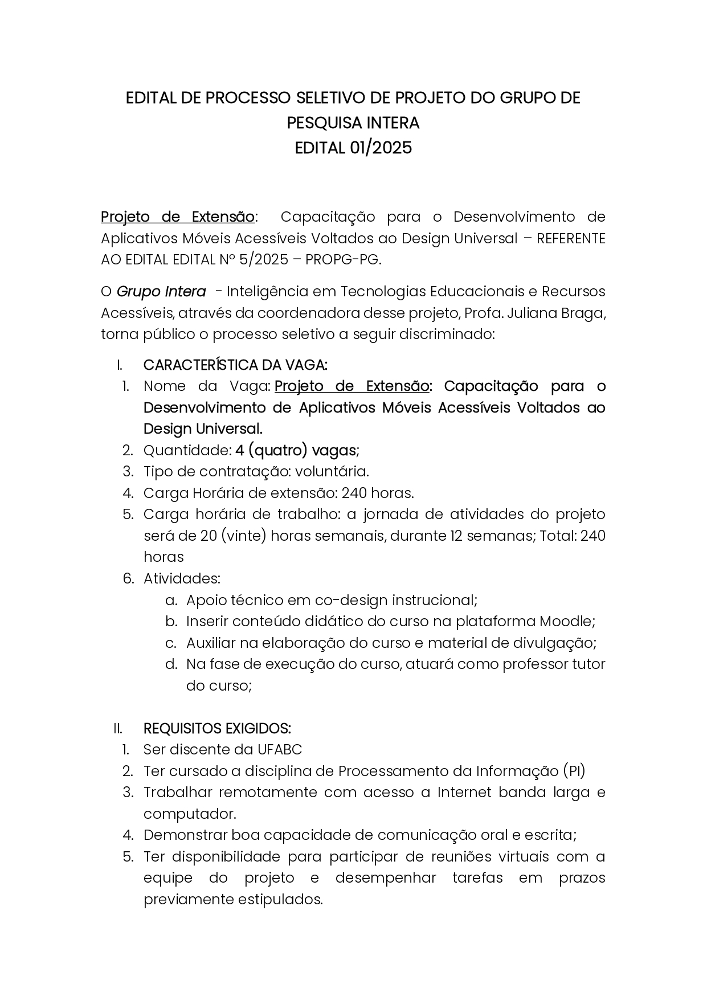 EDITAL DE PROCESSO SELETIVO DE PROJETO DO GRUPO DE
PESQUISA INTERA
EDITAL 01/2025
Projeto de Extensão: Capacitação para o Desenvolvimento de
Aplicativos Móveis Acessíveis Voltados ao Design Universal – REFERENTE
AO EDITAL EDITAL Nº 5/2025 – PROPG-PG.
O Grupo Intera - Inteligência em Tecnologias Educacionais e Recursos
Acessíveis, através da coordenadora desse projeto, Profa. Juliana Braga,
torna público o processo seletivo a seguir discriminado:
I. CARACTERÍSTICA DA VAGA:
1. Nome da Vaga: Projeto de Extensão: Capacitação para o
Desenvolvimento de Aplicativos Móveis Acessíveis Voltados ao
Design Universal.
2. Quantidade: 4 (quatro) vagas;
3. Tipo de contratação: voluntária.
4. Carga Horária de extensão: 240 horas.
5. Carga horária de trabalho: a jornada de atividades do projeto
será de 20 (vinte) horas semanais, durante 12 semanas; Total: 240
horas
6. Atividades:
a. Apoio técnico em co-design instrucional;
b. Inserir conteúdo didático do curso na plataforma Moodle;
c. Auxiliar na elaboração do curso e material de divulgação;
d. Na fase de execução do curso, atuará como professor tutor
do curso;
II. REQUISITOS EXIGIDOS:
1. Ser discente da UFABC
2. Ter cursado a disciplina de Processamento da Informação (PI)
3. Trabalhar remotamente com acesso a Internet banda larga e
computador.
4. Demonstrar boa capacidade de comunicação oral e escrita;
5. Ter disponibilidade para participar de reuniões virtuais com a
equipe do projeto e desempenhar tarefas em prazos
previamente estipulados.